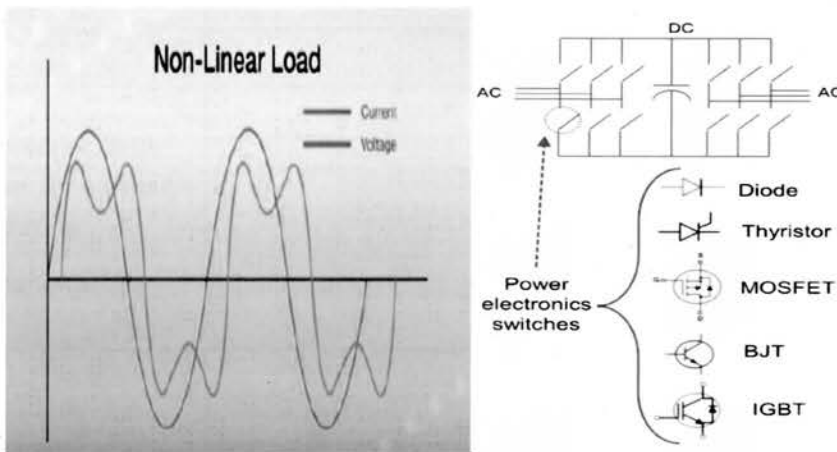 Non-Linear Load
Current
Voltage
DC
AC
AC
Power
electronics
switches
Diode
Thyristor
MOSFET
BJT
IGBT